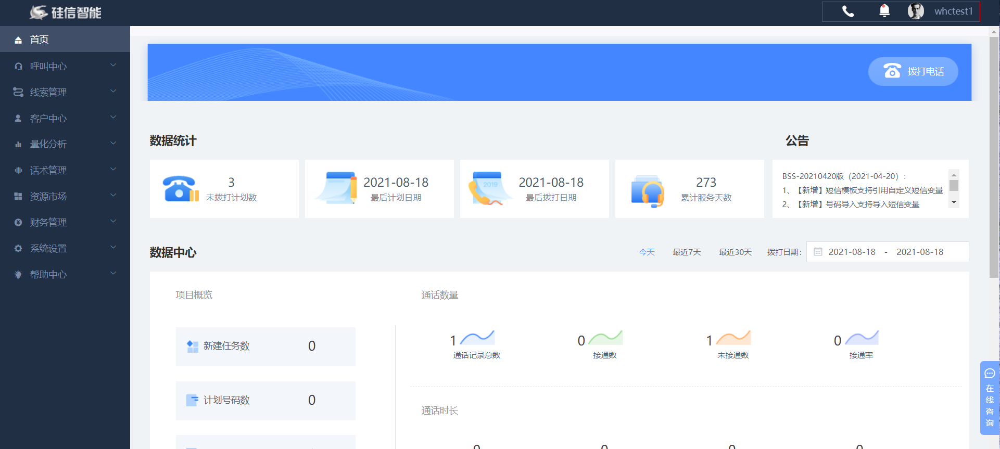 硅信智能
whctest1
首页
呼叫中心
线索管理
客户中心
量化分析
话术管理
资源市场
财务管理
系统设置
帮助中心
拨打电话
数据统计
公告
3
未拨打计划数
2021-08-18
最后计划日期
2019
2021-08-18
最后拨打日期
273
累计服务天数
BSS-20210420版（2021-04-20）：
1、【新增】短信模板支持引用自定义短信变量
2、【新增】号码导入支持导入短信变量
数据中心
今天 最近7天 最近30天 拨打日期: 2021-08-18 - 2021-08-18
项目概览
新建任务数 0
计划号码数 0
通话数量
1
通话记录总数
0
接通数
1
未接通数
0
接通率
通话时长
在线咨询